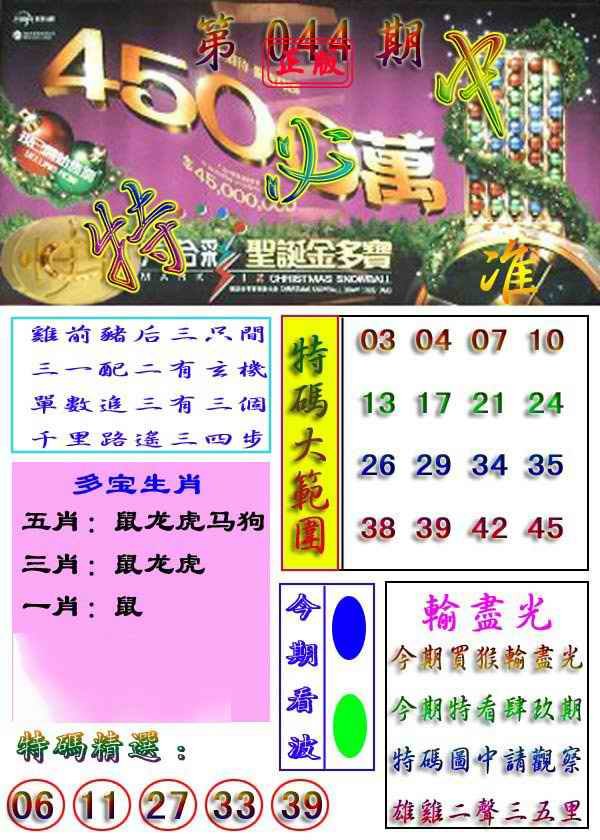 第 044 期
正版
4500萬
$45,000,000
特必中
准
六合彩 聖誕金多寶
MARK SIX CHRISTMAS SNOWBALL
雞前豬后三只間
三一配二有玄機
單數追三有三個
千里路遙三四步
多宝生肖
五肖：鼠龙虎马狗
三肖：鼠龙虎
一肖：鼠
特碼精選：
06 11 27 33 39
特碼大範圍
03 04 07 10
13 17 21 24
26 29 34 35
38 39 42 45
今期看波
輸盡光
今期買猴輸盡光
今期特看肆玖期
特碼圖中請觀察
雄雞二聲三五里